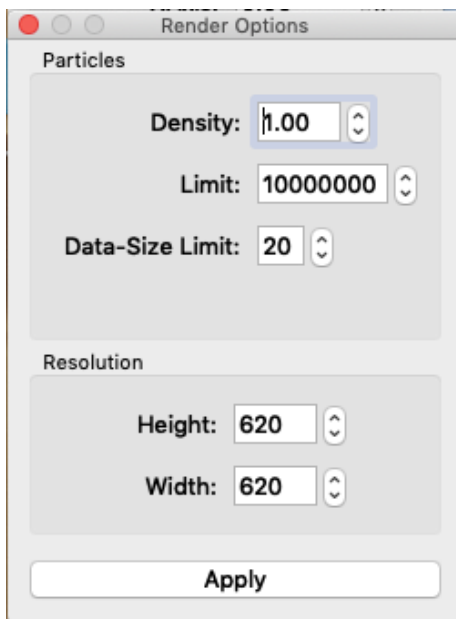 Render Options
Particles
Density: 1.00
Limit: 10000000
Data-Size Limit: 20
Resolution
Height: 620
Width: 620
Apply